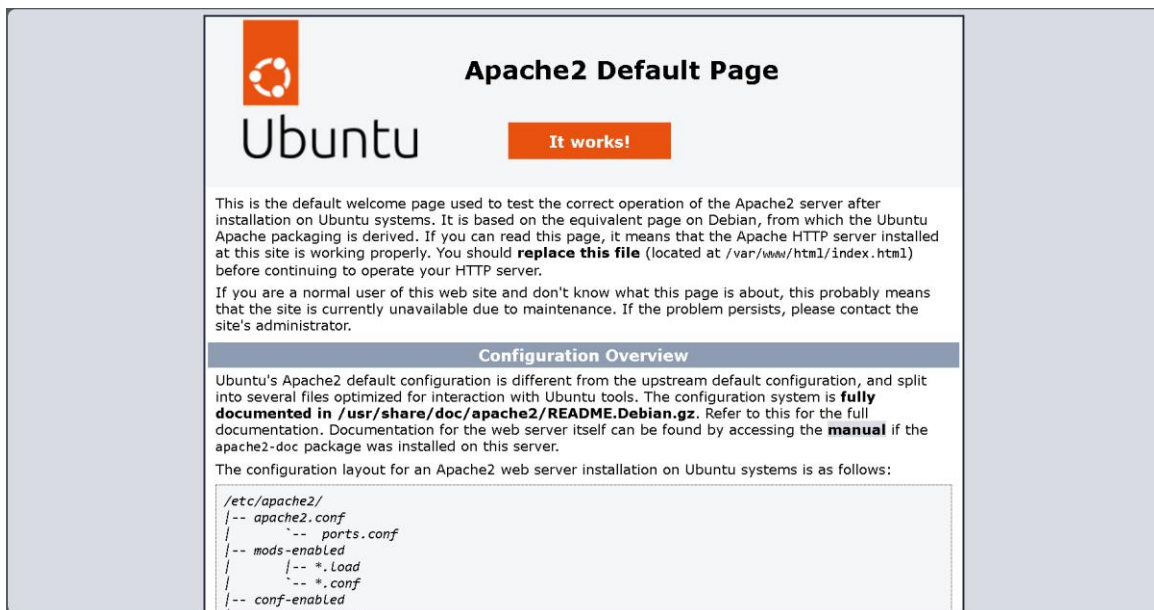 Apache2 Default Page
Ubuntu
It works!
This is the default welcome page used to test the correct operation of the Apache2 server after
installation on Ubuntu systems. It is based on the equivalent page on Debian, from which the Ubuntu
Apache packaging is derived. If you can read this page, it means that the Apache HTTP server installed
at this site is working properly. You should replace this file (located at /var/www/html/index.html)
before continuing to operate your HTTP server.
If you are a normal user of this web site and don't know what this page is about, this probably means
that the site is currently unavailable due to maintenance. If the problem persists, please contact the
site's administrator.
Configuration Overview
Ubuntu's Apache2 default configuration is different from the upstream default configuration, and split
into several files optimized for interaction with Ubuntu tools. The configuration system is fully
documented in /usr/share/doc/apache2/README.Debian.gz. Refer to this for the full
documentation. Documentation for the web server itself can be found by accessing the manual if the
apache2-doc package was installed on this server.
The configuration layout for an Apache2 web server installation on Ubuntu systems is as follows:
/etc/apache2/
|-- apache2.conf
|       `--  ports.conf
|-- mods-enabled
|       |-- *.load
|       `-- *.conf
|-- conf-enabled